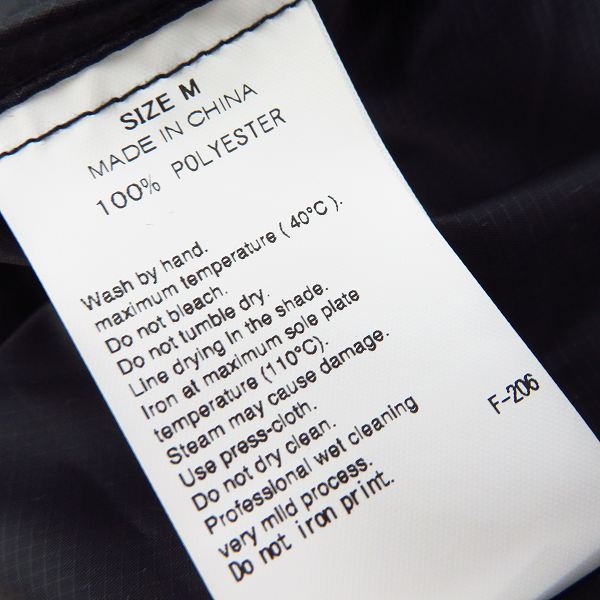 SIZE M
MADE IN CHINA
100% POLYESTER
Wash by hand.
maximum temperature ( 40°C ).
Do not bleach.
Do not tumble dry.
Line drying In the shade.
Iron at maximum sole plate
temperature (110°C).
Steam may cause damage.
Use press-cloth.
Do not dry clean.
Professional wet cleaning
very mild process.
Do not iron print.
F-206